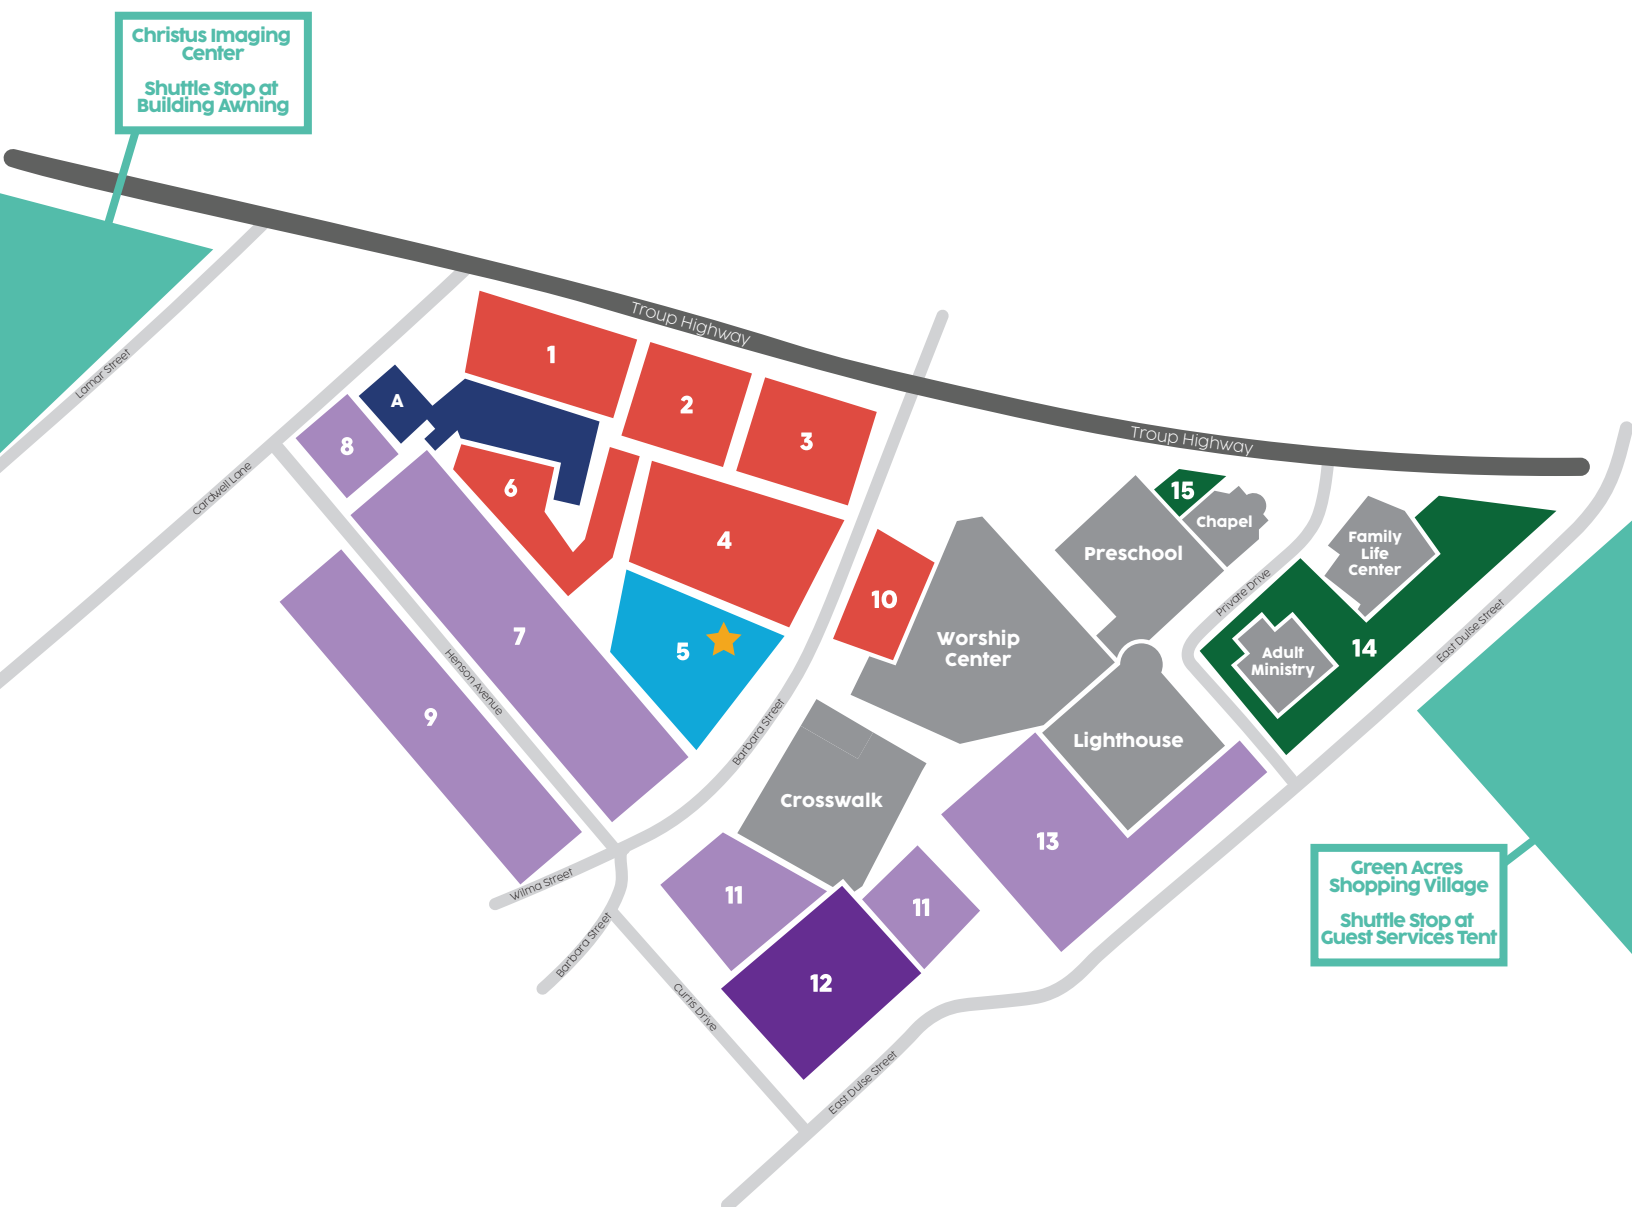 Christus Imaging
Center
Shuttle Stop at
Building Awning
Troup Highway
Lamar Street
1
A
2
8
3
Troup Highway
Cardwell Lane
6
15
Chapel
4
Preschool
Family
Life
Center
10
Private Drive
7
Worship
Center
5
14
East Dulse Street
Adult
Ministry
Henson Avenue
9
Barbara Street
Lighthouse
Crosswalk
13
Green Acres
Shopping Village
Shuttle Stop at
Guest Services Tent
Wilma Street
11
11
Barbara Street
12
Curtis Drive
East Dulse Street